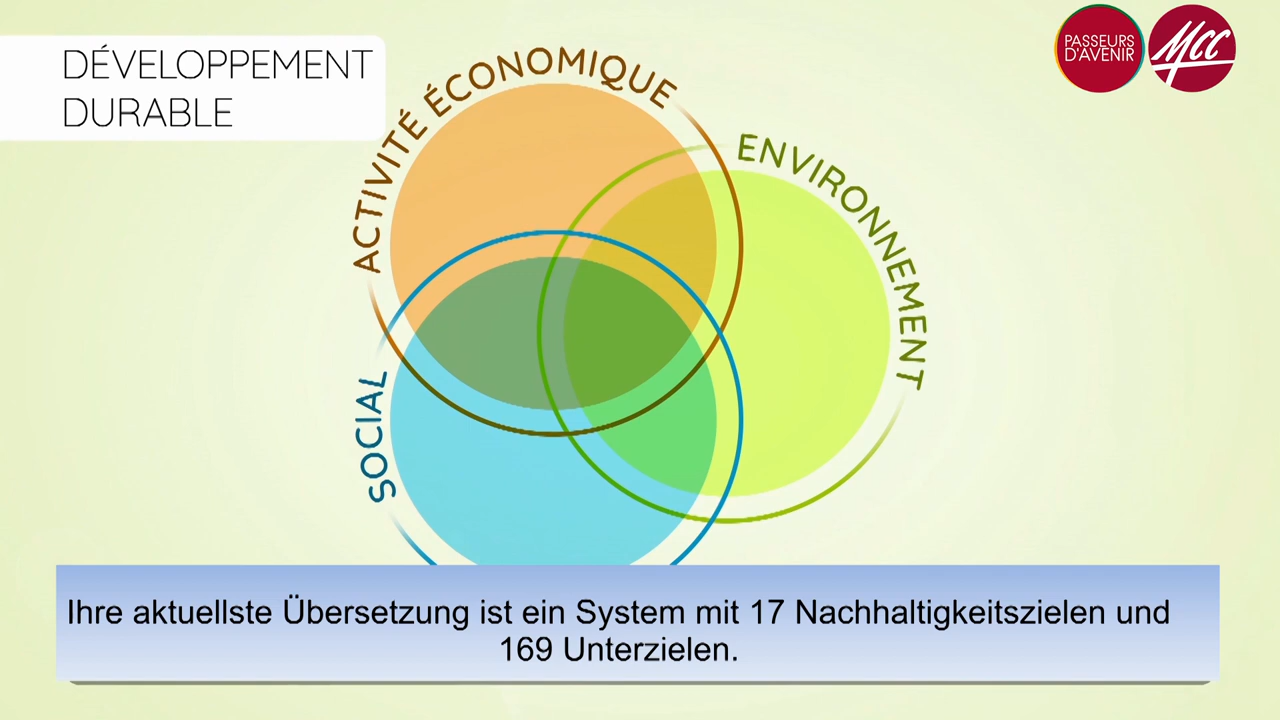 DÉVELOPPEMENT
DURABLE
PASSEURS
D'AVENIR
MCC
ACTIVITÉ ÉCONOMIQUE
ENVIRONNEMENT
SOCIAL
Ihre aktuellste Übersetzung ist ein System mit 17 Nachhaltigkeitszielen und
169 Unterzielen.